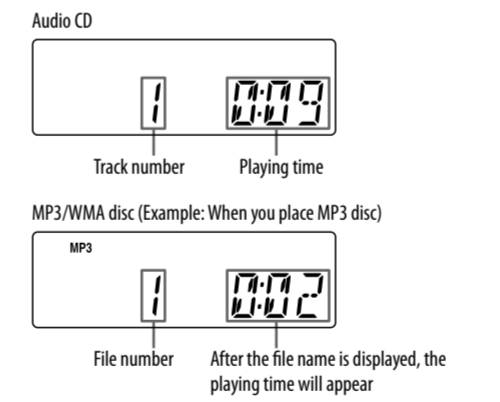 Audio CD
1 0:09
Track number Playing time
MP3/WMA disc (Example: When you place MP3 disc)
MP3
1 0:02
File number After the file name is displayed, the
playing time will appear